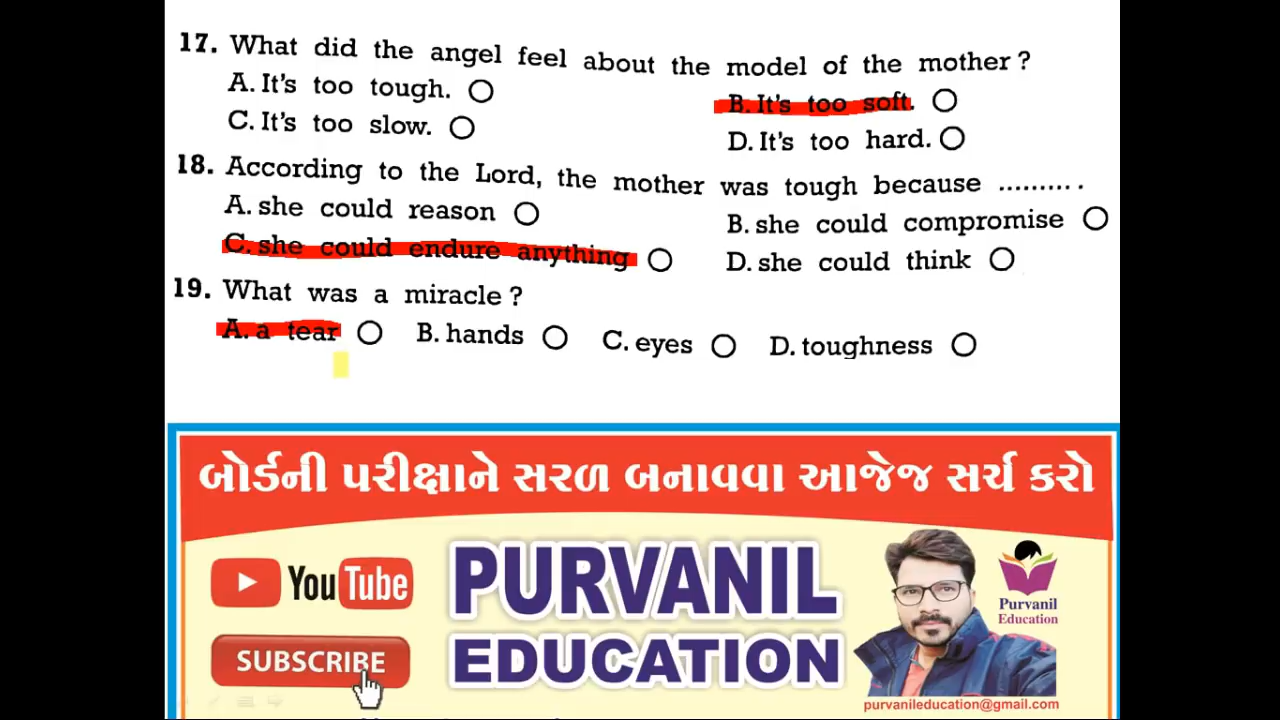 17. What did the angel feel about the model of the mother ?
A. It's too tough.
B. It's too soft.
C. It's too slow.
D. It's too hard.
18. According to the Lord, the mother was tough because ..........
A. she could reason
B. she could compromise
C. she could endure anything
D. she could think
19. What was a miracle ?
A. a tear B. hands C. eyes D. toughness
બોર્ડની પરીક્ષાને સરળ બનાવવા આજેજ સર્ચ કરો
YouTube
SUBSCRIBE
PURVANIL
EDUCATION
Purvanil
Education
purvanileducation@gmail.com